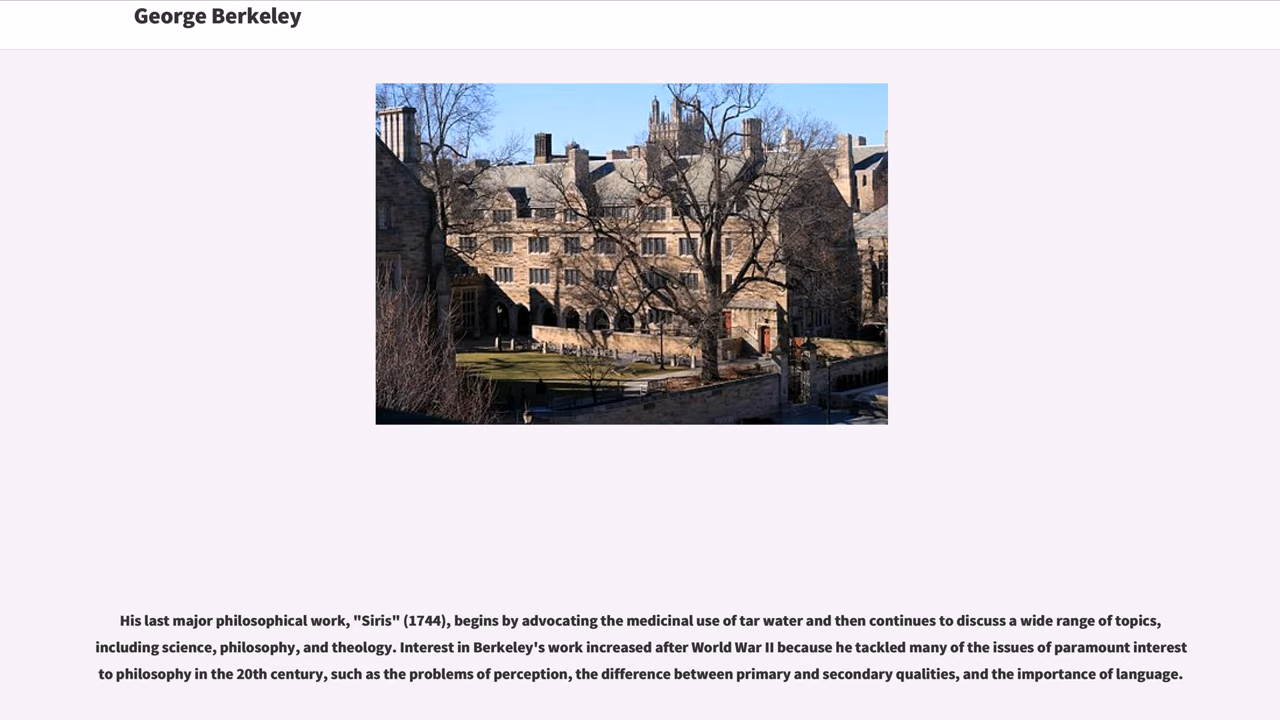 George Berkeley
His last major philosophical work, "Siris" (1744), begins by advocating the medicinal use of tar water and then continues to discuss a wide range of topics,
including science, philosophy, and theology. Interest in Berkeley's work increased after World War II because he tackled many of the issues of paramount interest
to philosophy in the 20th century, such as the problems of perception, the difference between primary and secondary qualities, and the importance of language.